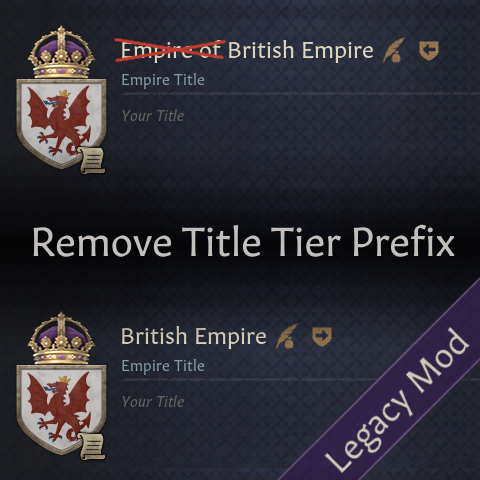 Empire of British Empire
Empire Title
Your Title
Remove Title Tier Prefix
British Empire
Empire Title
Your Title
Legacy Mod